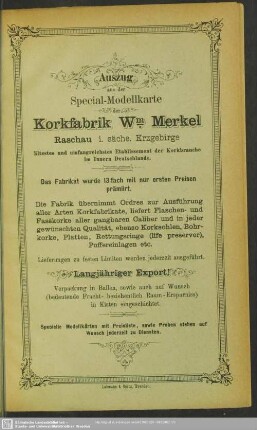 Auszug
aus der
Special-Modellkarte
der
Korkfabrik Wm Merkel
Raschau i. sächs. Erzgebirge
Ältestes und umfangreichstes Etablissement der Korkbranche
im Innern Deutschlands.
Das Fabrikat wurde 13fach mit nur ersten Preisen
prämirt.
Die Fabrik übernimmt Ordres zur Ausführung
aller Arten Korkfabrikate, liefert Flaschen- und
Fasskorke aller gangbaren Caliber und in jeder
gewünschten Qualität, ebenso Korksohlen, Bohr-
korke, Platten, Rettungsringe (life preserver),
Puffereinlagen etc.
Lieferungen zu festen Limiten werden jederzeit ausgeführt.
Langjähriger Export!
Verpackung in Ballen, sowie auch auf Wunsch
(bedeutende Fracht- beziehentlich Raum-Ersparniss)
in Kisten eingeschichtet.
Specielle Modellkarten mit Preisliste, sowie Proben stehen auf
Wunsch jederzeit zu Diensten.